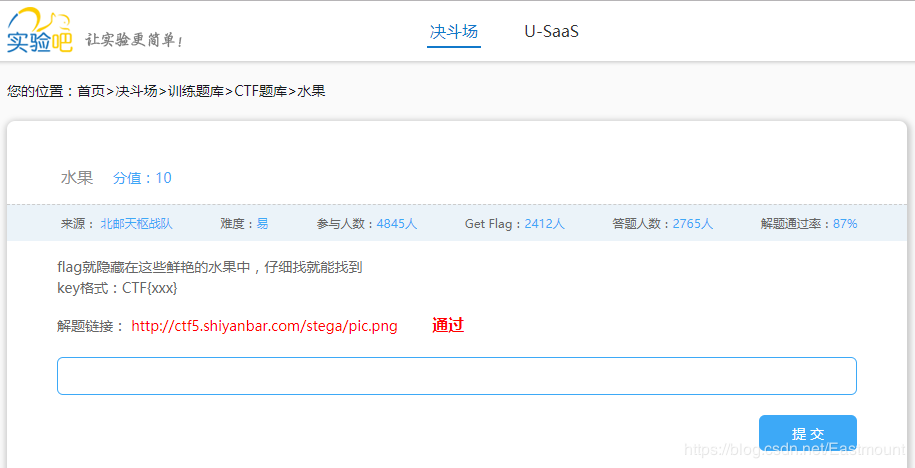 实验吧 让实验更简单!
决斗场 U-SaaS
您的位置：首页>决斗场>训练题库>CTF题库>水果
水果 分值：10
来源： 北邮天枢战队 难度：易 参与人数：4845人 Get Flag：2412人 答题人数：2765人 解题通过率：87%
flag就隐藏在这些鲜艳的水果中，仔细找就能找到
key格式：CTF{xxx}
解题链接： http://ctf5.shiyanbar.com/stega/pic.png 通过
提 交
https://blog.csdn.net/Eastmount